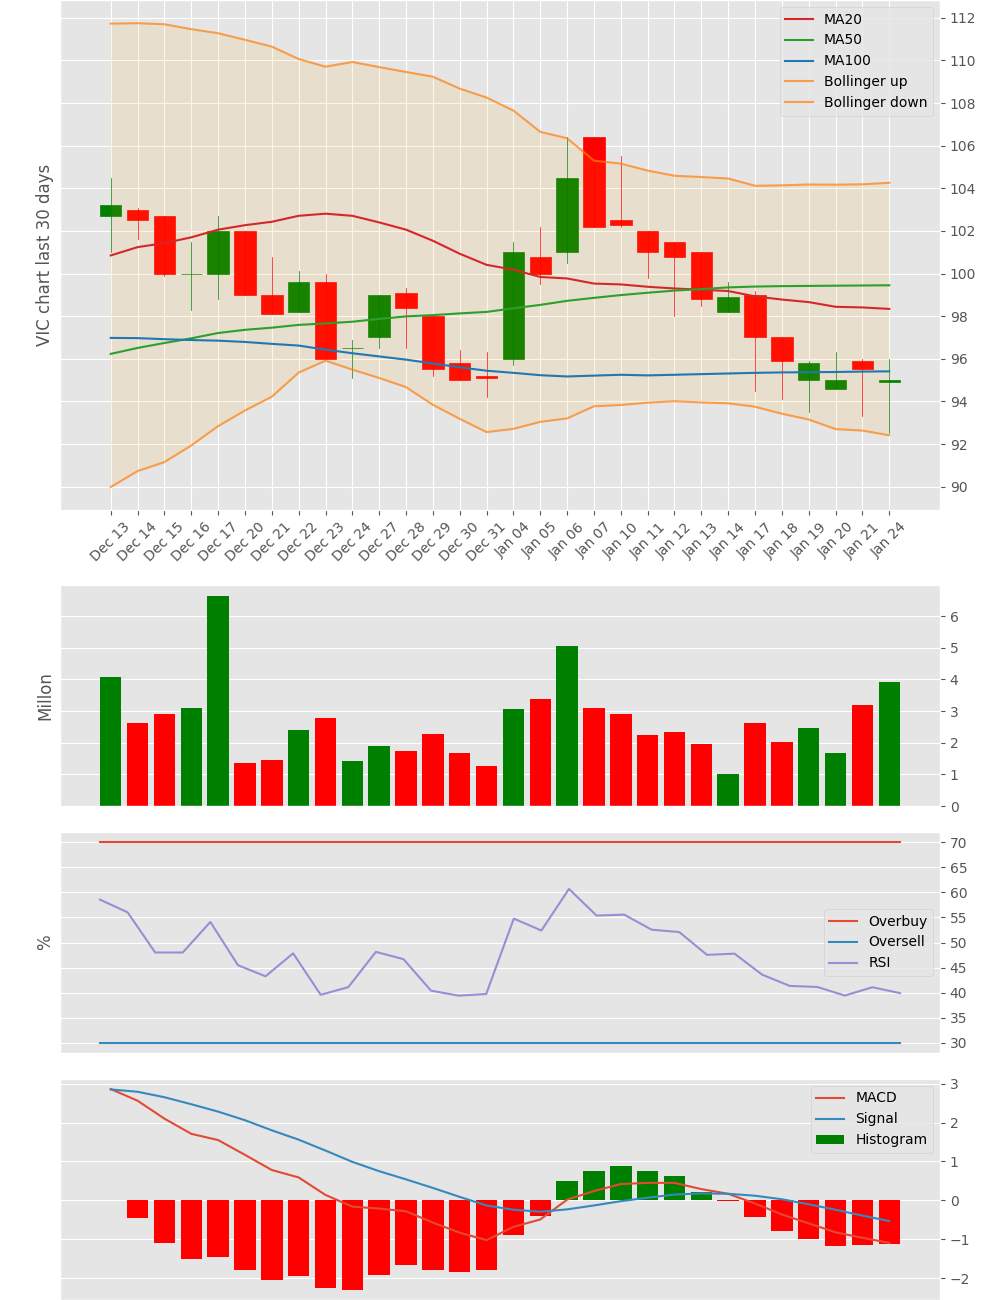 VIC chart last 30 days
MA20
MA50
MA100
Bollinger up
Bollinger down
112
110
108
106
104
102
100
98
96
94
92
90
Dec 13
Dec 14
Dec 15
Dec 16
Dec 17
Dec 20
Dec 21
Dec 22
Dec 23
Dec 24
Dec 27
Dec 28
Dec 29
Dec 30
Dec 31
Jan 04
Jan 05
Jan 06
Jan 07
Jan 10
Jan 11
Jan 12
Jan 13
Jan 14
Jan 17
Jan 18
Jan 19
Jan 20
Jan 21
Jan 24
Millon
6
5
4
3
2
1
0
%
70
65
60
55
50
45
40
35
30
Overbuy
Oversell
RSI
MACD
Signal
Histogram
3
2
1
0
−1
−2